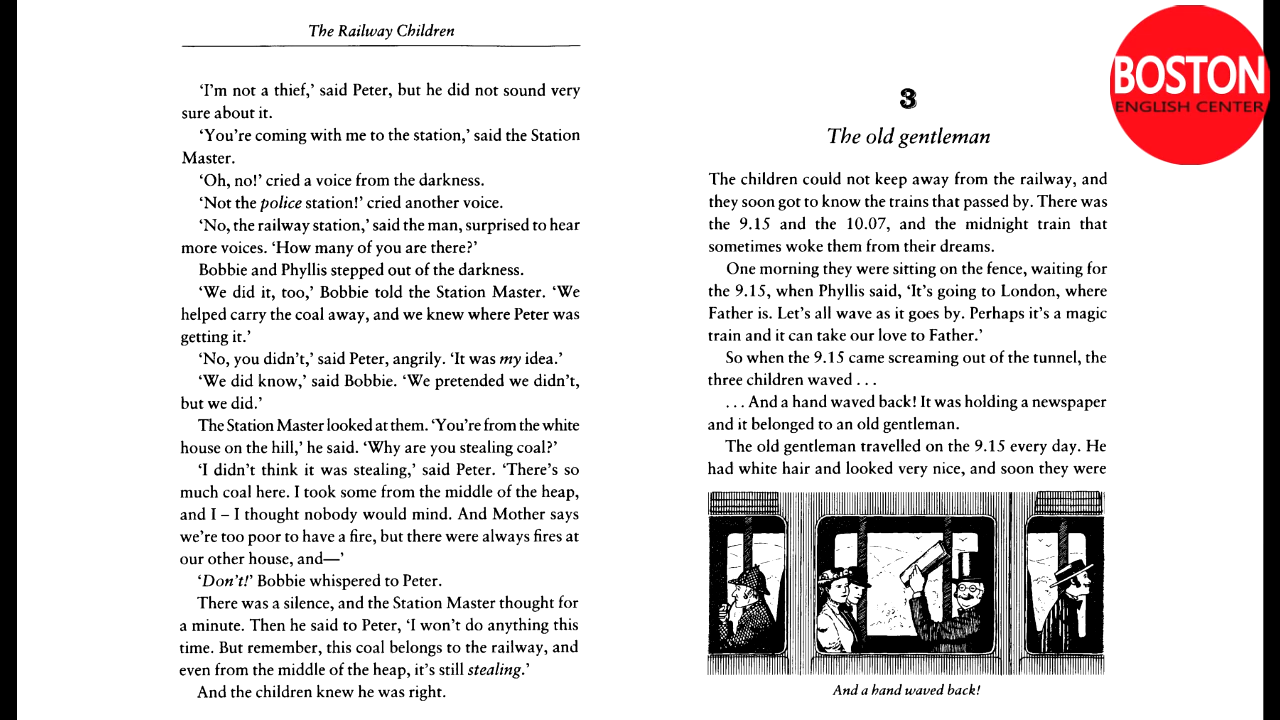 The Railway Children
‘I’m not a thief,’ said Peter, but he did not sound very
sure about it.
‘You’re coming with me to the station,’ said the Station
Master.
‘Oh, no!’ cried a voice from the darkness.
‘Not the police station!’ cried another voice.
‘No, the railway station,’ said the man, surprised to hear
more voices. ‘How many of you are there?’
Bobbie and Phyllis stepped out of the darkness.
‘We did it, too,’ Bobbie told the Station Master. ‘We
helped carry the coal away, and we knew where Peter was
getting it.’
‘No, you didn’t,’ said Peter, angrily. ‘It was my idea.’
‘We did know,’ said Bobbie. ‘We pretended we didn’t,
but we did.’
The Station Master looked at them. ‘You’re from the white
house on the hill,’ he said. ‘Why are you stealing coal?’
‘I didn’t think it was stealing,’ said Peter. ‘There’s so
much coal here. I took some from the middle of the heap,
and I – I thought nobody would mind. And Mother says
we’re too poor to have a fire, but there were always fires at
our other house, and—’
‘Don’t!’ Bobbie whispered to Peter.
There was a silence, and the Station Master thought for
a minute. Then he said to Peter, ‘I won’t do anything this
time. But remember, this coal belongs to the railway, and
even from the middle of the heap, it’s still stealing.’
And the children knew he was right.
BOSTON
ENGLISH CENTER
3
The old gentleman
The children could not keep away from the railway, and
they soon got to know the trains that passed by. There was
the 9.15 and the 10.07, and the midnight train that
sometimes woke them from their dreams.
One morning they were sitting on the fence, waiting for
the 9.15, when Phyllis said, ‘It’s going to London, where
Father is. Let’s all wave as it goes by. Perhaps it’s a magic
train and it can take our love to Father.’
So when the 9.15 came screaming out of the tunnel, the
three children waved . . .
. . . And a hand waved back! It was holding a newspaper
and it belonged to an old gentleman.
The old gentleman travelled on the 9.15 every day. He
had white hair and looked very nice, and soon they were
And a hand waved back!